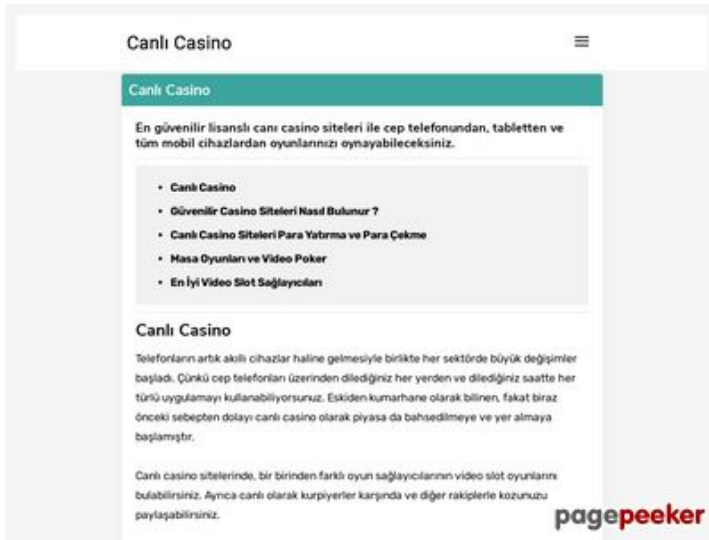 Canlı Casino
Canlı Casino
En güvenilir lisanslı canı casino siteleri ile cep telefonundan, tabletten ve
tüm mobil cihazlardan oyunlarınızı oynayabileceksiniz.
• Canlı Casino
• Güvenilir Casino Siteleri Nasıl Bulunur ?
• Canlı Casino Siteleri Para Yatırma ve Para Çekme
• Masa Oyunları ve Video Poker
• En İyi Video Slot Sağlayıcıları
Canlı Casino
Telefonların artık akıllı cihazlar haline gelmesiyle birlikte her sektörde büyük değişimler
başladı. Çünkü cep telefonları üzerinden dilediğiniz her yerden ve dilediğiniz saatte her
türlü uygulamayı kullanabiliyorsunuz. Eskiden kumarhane olarak bilinen, fakat biraz
önceki sebepten dolayı canlı casino olarak piyasa da bahsedilmeye ve yer almaya
başlamıştır.
Canlı casino sitelerinde, bir birinden farklı oyun sağlayıcılarının video slot oyunlarını
bulabilirsiniz. Ayrıca canlı olarak kurpiyerler karşında ve diğer rakiplerle kozunuzu
paylaşabilirsiniz.
pagepeeker